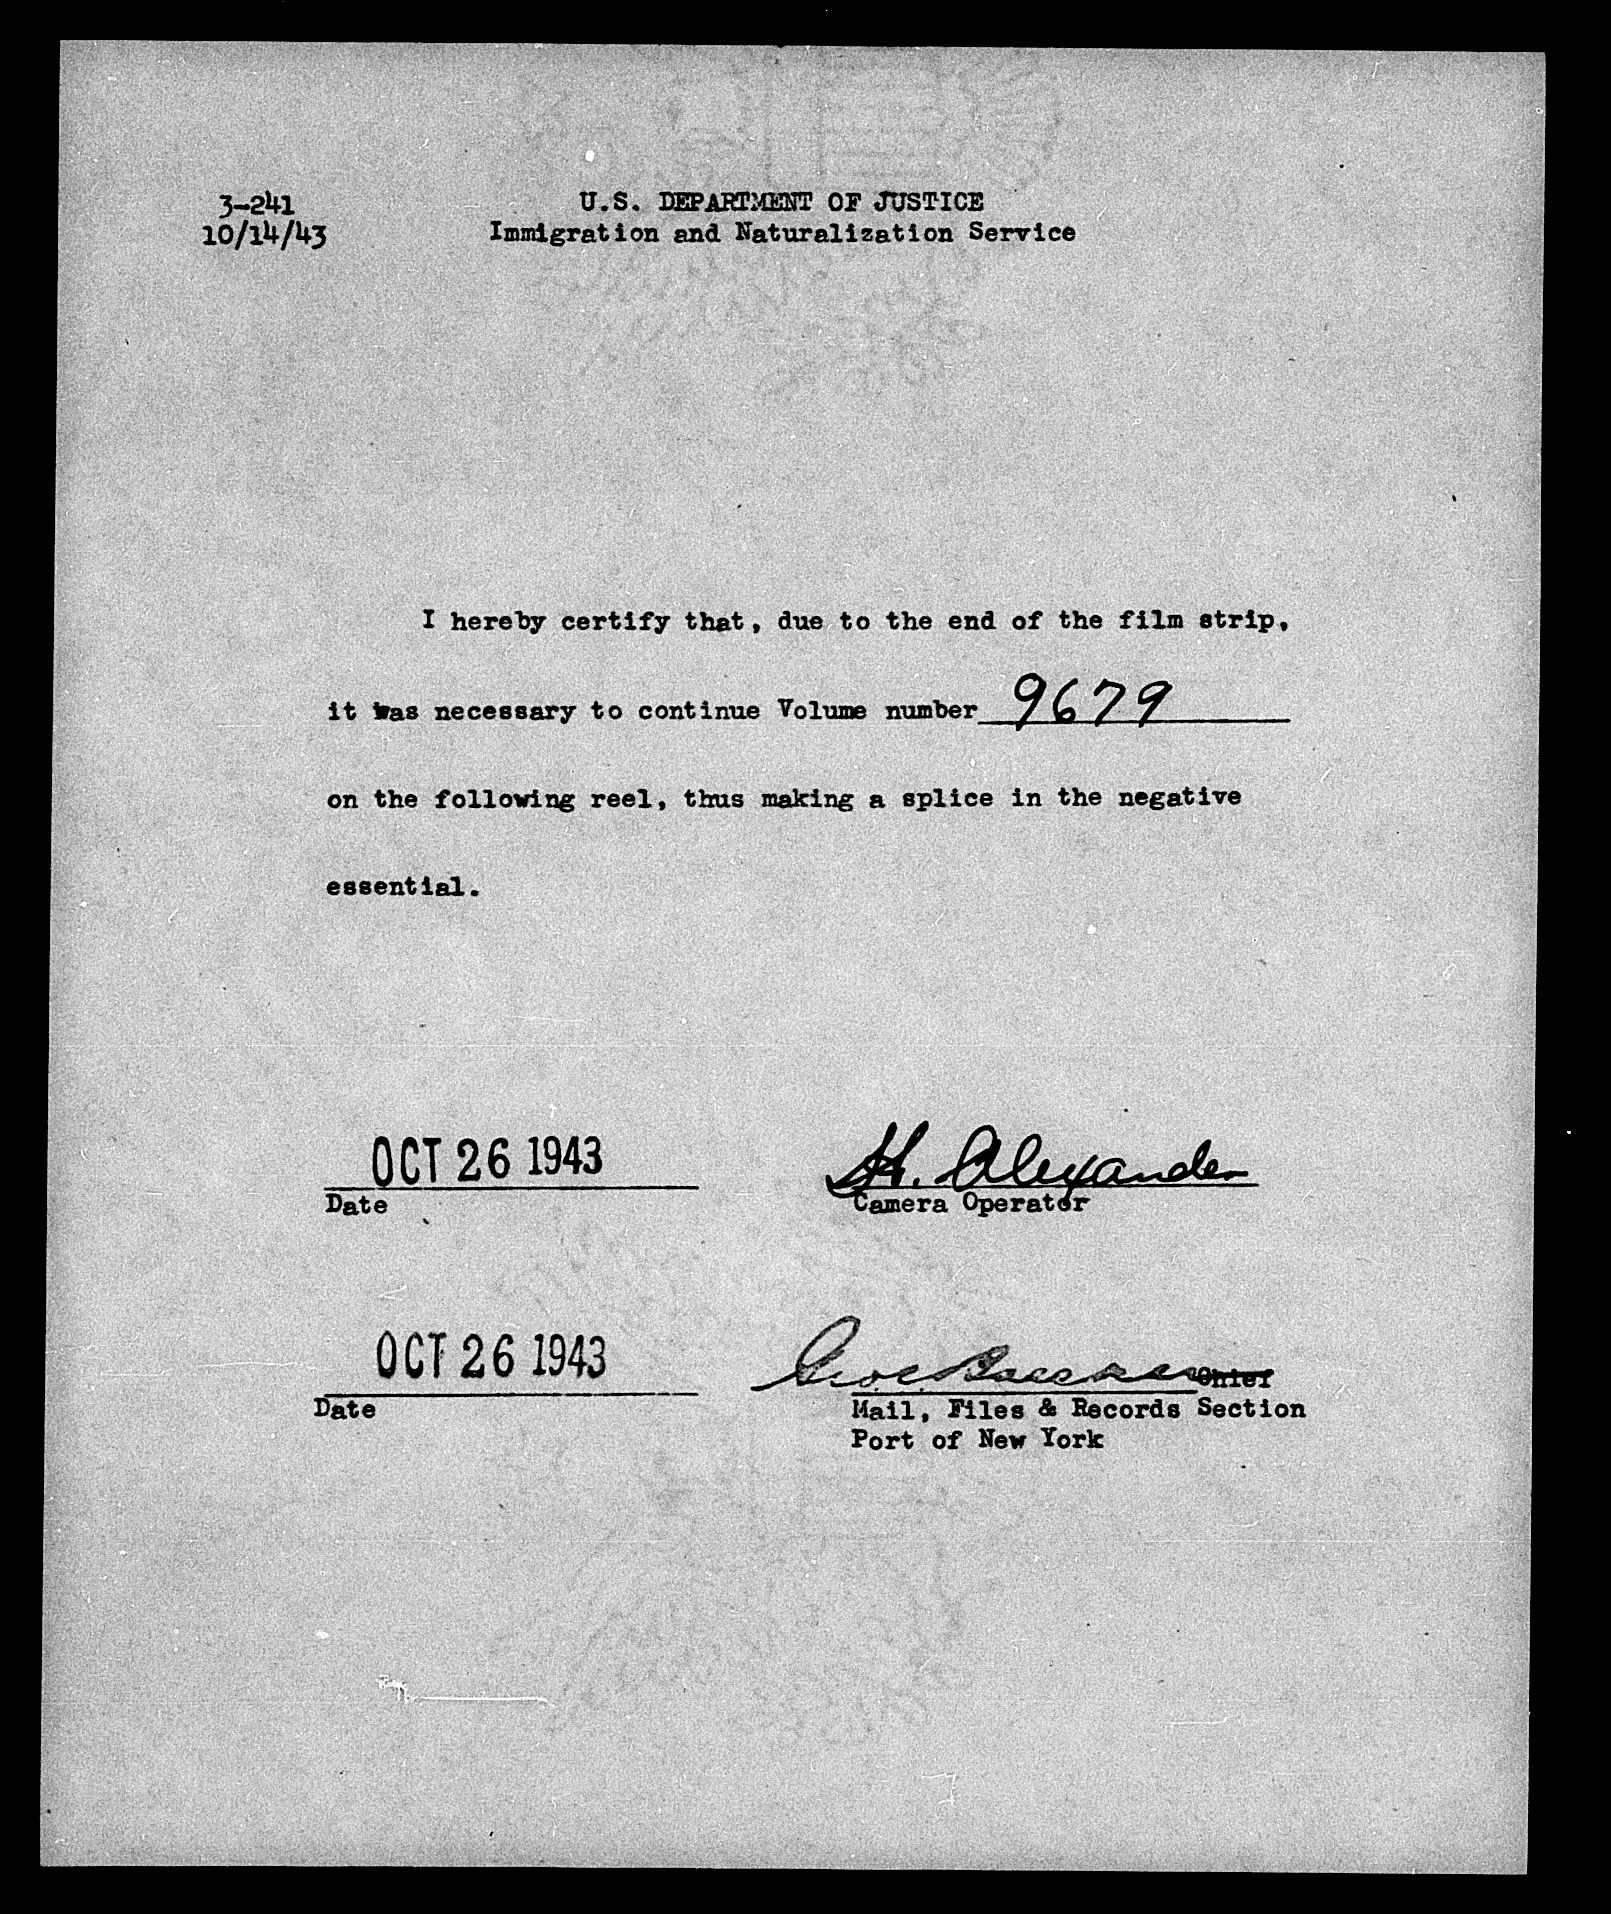 3-241
10/14/43
U.S. DEPARTMENT OF JUSTICE
Immigration and Naturalization Service
I hereby certify that, due to the end of the film strip,
it was necessary to continue Volume number 9679
on the following reel, thus making a splice in the negative
essential.
OCT 26 1943
Date
H. Alexander
Camera Operator
OCT 26 1943
Date
Chief
Mail, Files & Records Section
Port of New York